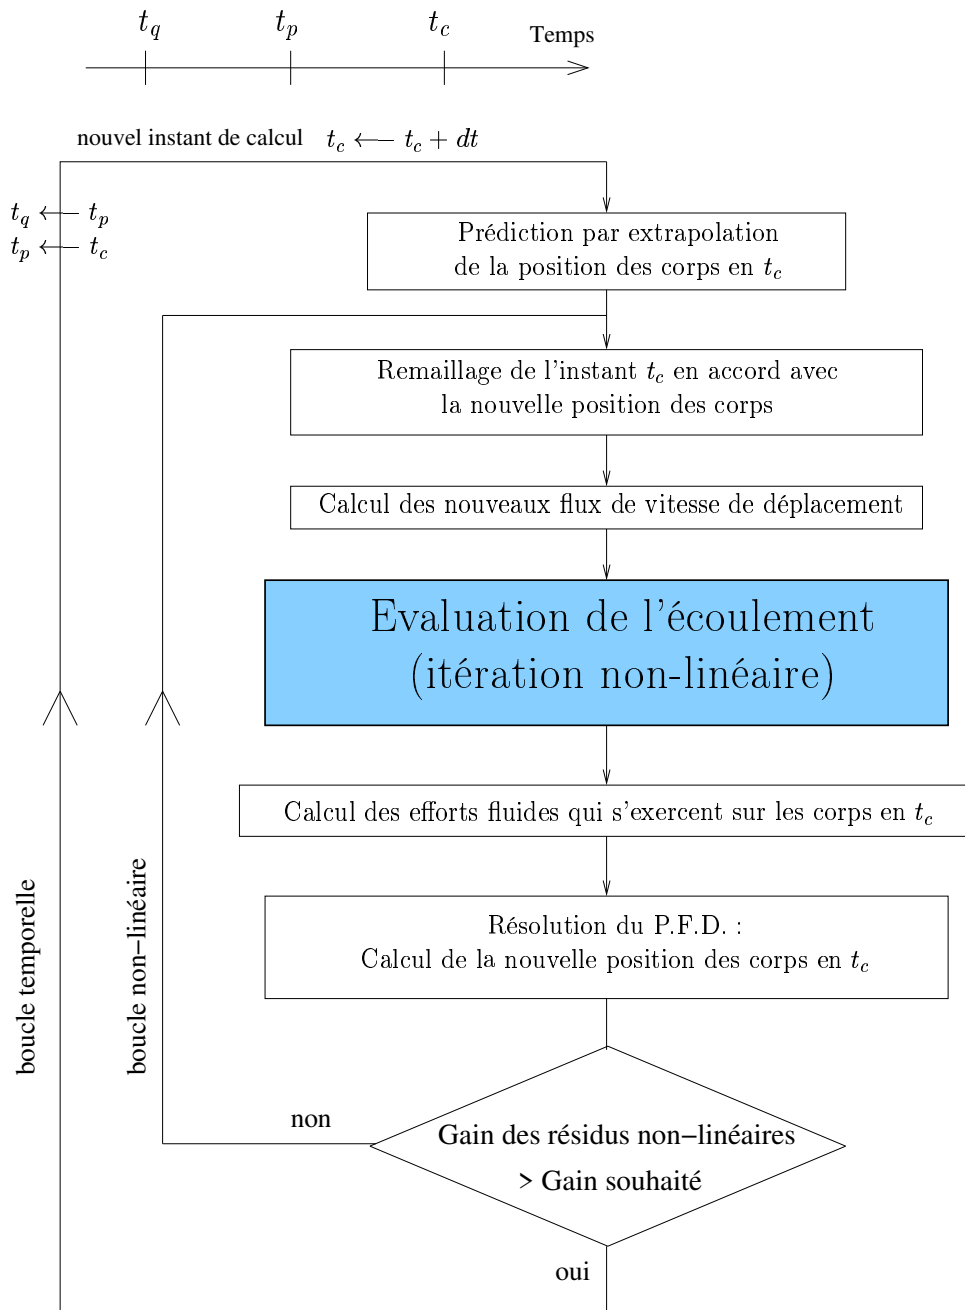 t_q t_p t_c Temps
nouvel instant de calcul t_c ⟵ t_c + dt
t_q ⟵ t_p
t_p ⟵ t_c
Prédiction par extrapolation
de la position des corps en t_c
Remaillage de l'instant t_c en accord avec
la nouvelle position des corps
Calcul des nouveaux flux de vitesse de déplacement
Evaluation de l'écoulement
(itération non-linéaire)
Calcul des efforts fluides qui s'exercent sur les corps en t_c
Résolution du P.F.D. :
Calcul de la nouvelle position des corps en t_c
boucle temporelle
boucle non−linéaire
non
Gain des résidus non−linéaires
> Gain souhaité
oui